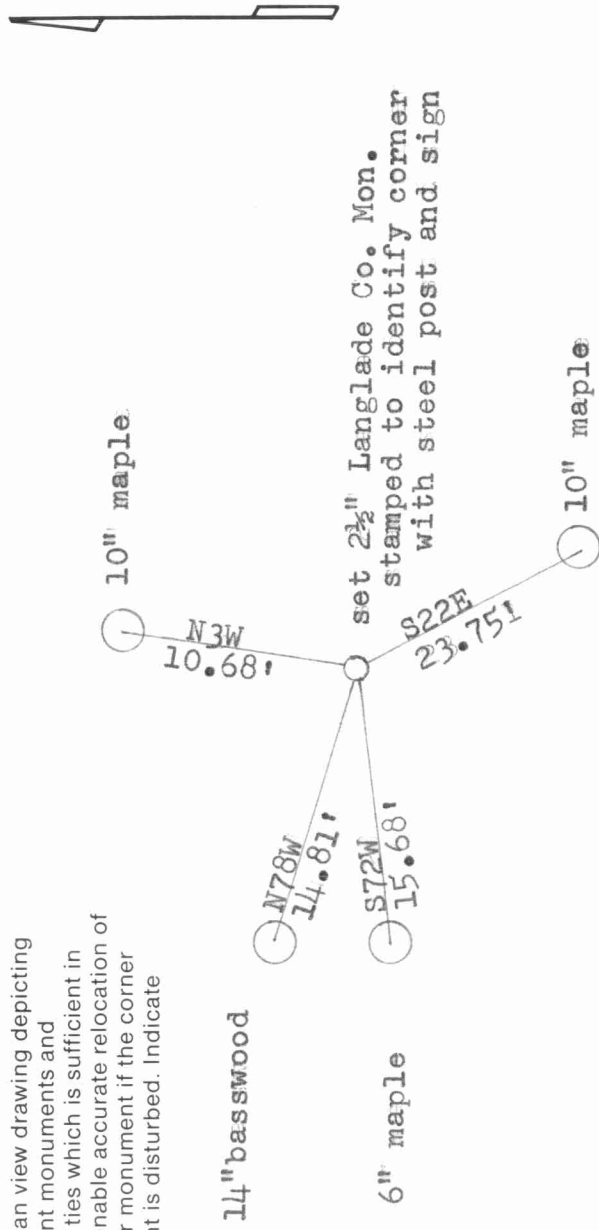 an view drawing depicting
nt monuments and
ties which is sufficient in
nable accurate relocation of
r monument if the corner
nt is disturbed. Indicate
10" maple
N3W
10.68'
14"basswood
N78W
14.81'
set 2½" Langlade Co. Mon.
stamped to identify corner
with steel post and sign
6" maple
S72W
15.68'
S22E
23.75'
10" maple